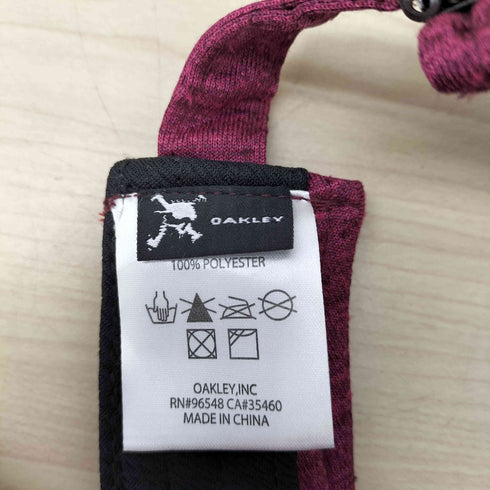 OAKLEY
100% POLYESTER
OAKLEY,INC
RN#96548 CA#35460
MADE IN CHINA